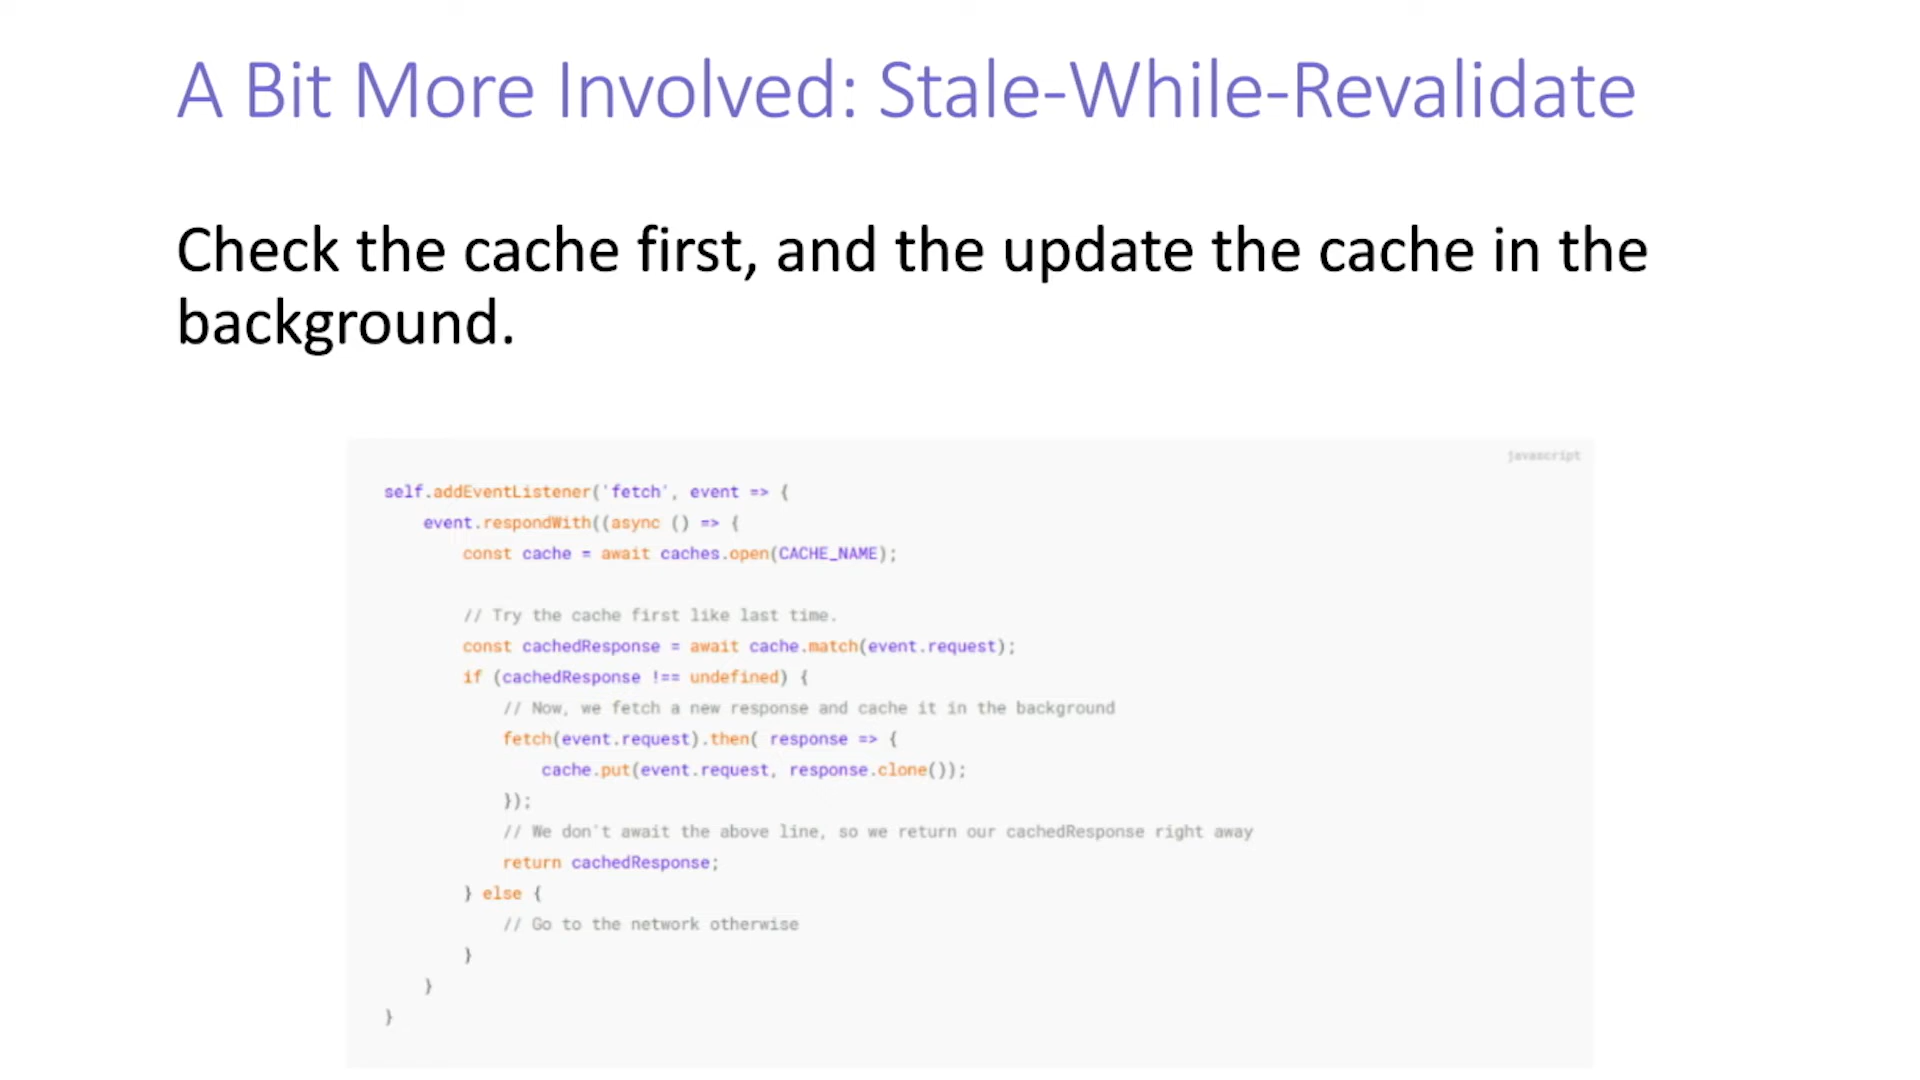 A Bit More Involved: Stale-While-Revalidate
Check the cache first, and the update the cache in the
background.
javascript
self.addEventListener('fetch', event => {
event.respondWith((async () => {
const cache = await caches.open(CACHE_NAME);
// Try the cache first like last time.
const cachedResponse = await cache.match(event.request);
if (cachedResponse !== undefined) {
// Now, we fetch a new response and cache it in the background
fetch(event.request).then( response => {
cache.put(event.request, response.clone());
});
// We don't await the above line, so we return our cachedResponse right away
return cachedResponse;
} else {
// Go to the network otherwise
}
}
}